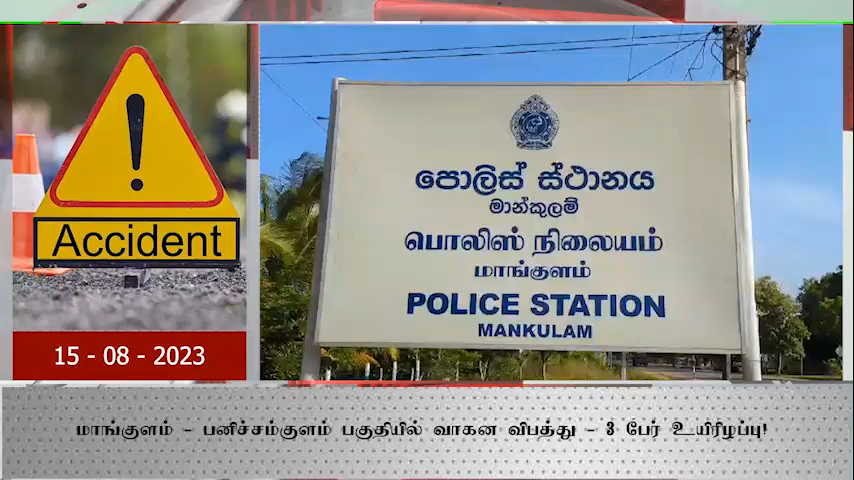 Accident
15 - 08 - 2023
පොලිස් ස්ථානය
මාන්කුලම්
பொலிஸ் நிலையம்
மாங்குளம்
POLICE STATION
MANKULAM
மாங்குளம் - பனிச்சம்குளம் பகுதியில் வாகன விபத்து - 3 பேர் உயிரிழப்பு!